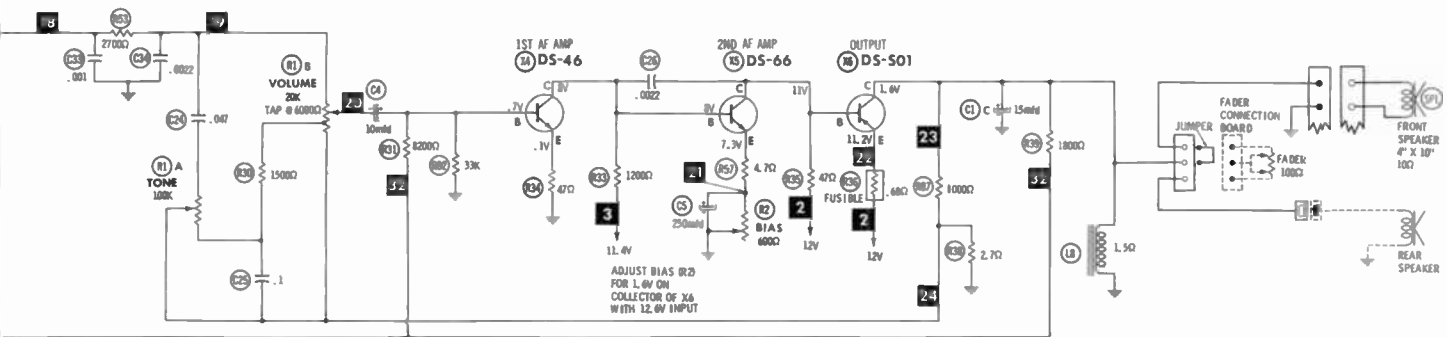 8
R53
2700Ω
9
C33
.001
C34
.0022
R1 B
VOLUME
20K
TAP @ 6000Ω
20
C4
10mfd
C24
.047
R1 A
TONE
100K
R30
1500Ω
C25
.1
R31
8200Ω
32
33K
1ST AF AMP
X4 DS-46
C
8V
.7V
B
E
.1V
R34
47Ω
C26
.0022
R33
1200Ω
3
11.4V
2ND AF AMP
X5 DS-66
C
8V
B
E
7.3V
R57
4.7Ω
21
C5
250mfd
R2
BIAS
600Ω
ADJUST BIAS (R2)
FOR 1.6V ON
COLLECTOR OF X6
WITH 12.6V INPUT
OUTPUT
X6 DS-501
C
1.6V
11V
B
E
11.2V
22
R35
47Ω
2
12V
R36
FUSIBLE
.68Ω
2
12V
23
R37
1000Ω
R38
2.7Ω
24
C1 C
15mfd
R39
1800Ω
32
L8
1.5Ω
JUMPER
FADER
CONNECTION
BOARD
FADER
100Ω
SP1
FRONT
SPEAKER
4" X 10"
10Ω
REAR
SPEAKER